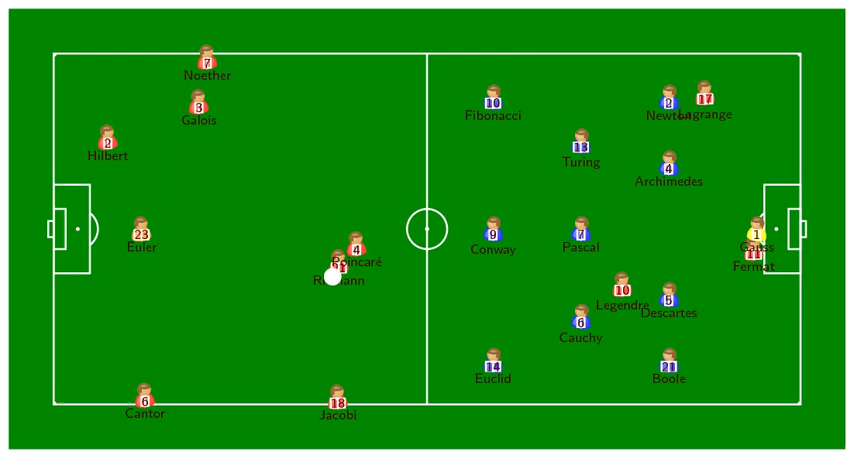 7
Noether
3
Galois
2
Hilbert
23
Euler
4
Poincaré
Riemann
6
Cantor
18
Jacobi
10
Fibonacci
2
Newton
17
Lagrange
13
Turing
4
Archimedes
9
Conway
7
Pascal
1
Gauss
11
Fermat
10
Legendre
5
Descartes
6
Cauchy
14
Euclid
21
Boole